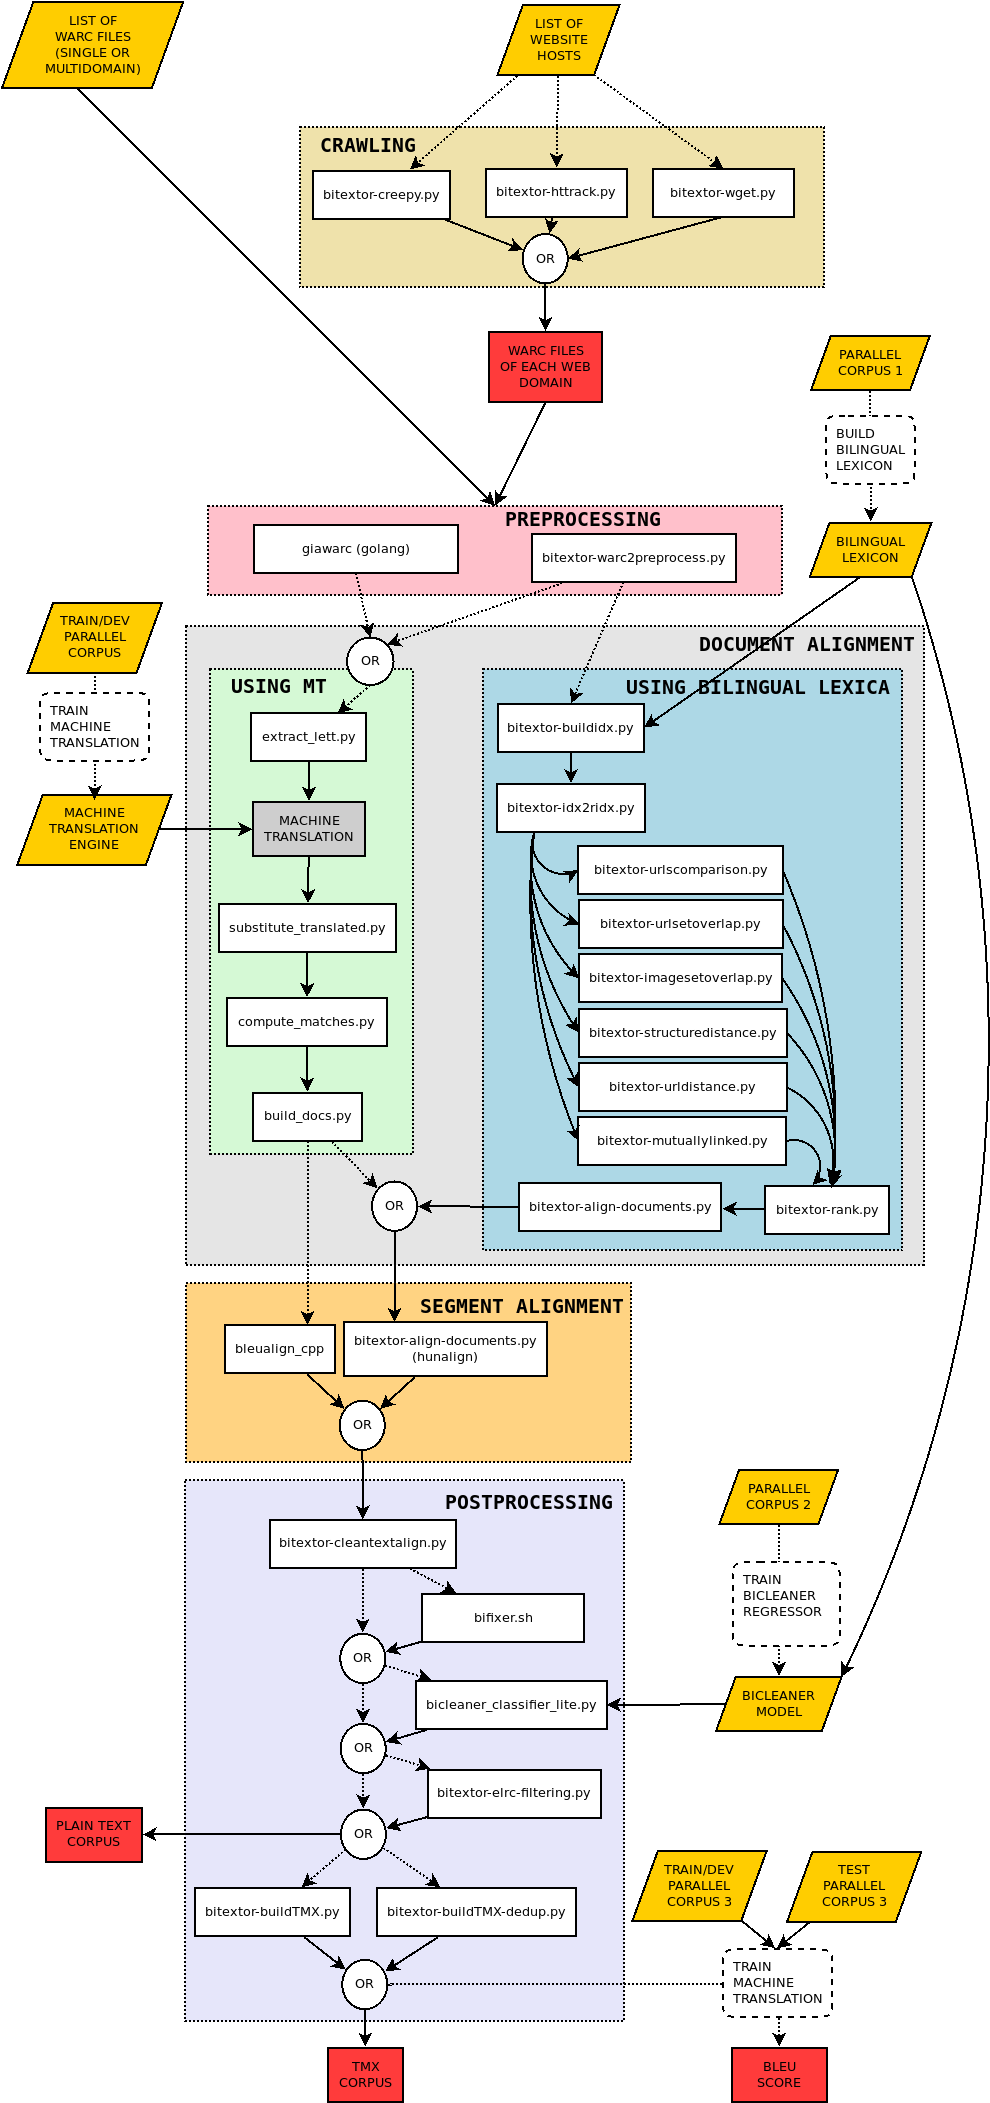 LIST OF
WARC FILES
(SINGLE OR
MULTIDOMAIN)
LIST OF
WEBSITE
HOSTS
CRAWLING
bitextor-creepy.py
bitextor-httrack.py
bitextor-wget.py
OR
WARC FILES
OF EACH WEB
DOMAIN
PARALLEL
CORPUS 1
BUILD
BILINGUAL
LEXICON
BILINGUAL
LEXICON
PREPROCESSING
giawarc (golang)
bitextor-warc2preprocess.py
TRAIN/DEV
PARALLEL
CORPUS
TRAIN
MACHINE
TRANSLATION
MACHINE
TRANSLATION
ENGINE
DOCUMENT ALIGNMENT
OR
USING MT
extract_lett.py
MACHINE
TRANSLATION
substitute_translated.py
compute_matches.py
build_docs.py
USING BILINGUAL LEXICA
bitextor-buildidx.py
bitextor-idx2ridx.py
bitextor-urlscomparison.py
bitextor-urlsetoverlap.py
bitextor-imagesetoverlap.py
bitextor-structuredistance.py
bitextor-urldistance.py
bitextor-mutuallylinked.py
OR
bitextor-align-documents.py
bitextor-rank.py
SEGMENT ALIGNMENT
bleualign_cpp
bitextor-align-documents.py
(hunalign)
OR
POSTPROCESSING
bitextor-cleantextalign.py
bifixer.sh
OR
bicleaner_classifier_lite.py
OR
bitextor-elrc-filtering.py
OR
PARALLEL
CORPUS 2
TRAIN
BICLEANER
REGRESSOR
BICLEANER
MODEL
PLAIN TEXT
CORPUS
bitextor-buildTMX.py
bitextor-buildTMX-dedup.py
OR
TRAIN/DEV
PARALLEL
CORPUS 3
TEST
PARALLEL
CORPUS 3
TRAIN
MACHINE
TRANSLATION
TMX
CORPUS
BLEU
SCORE